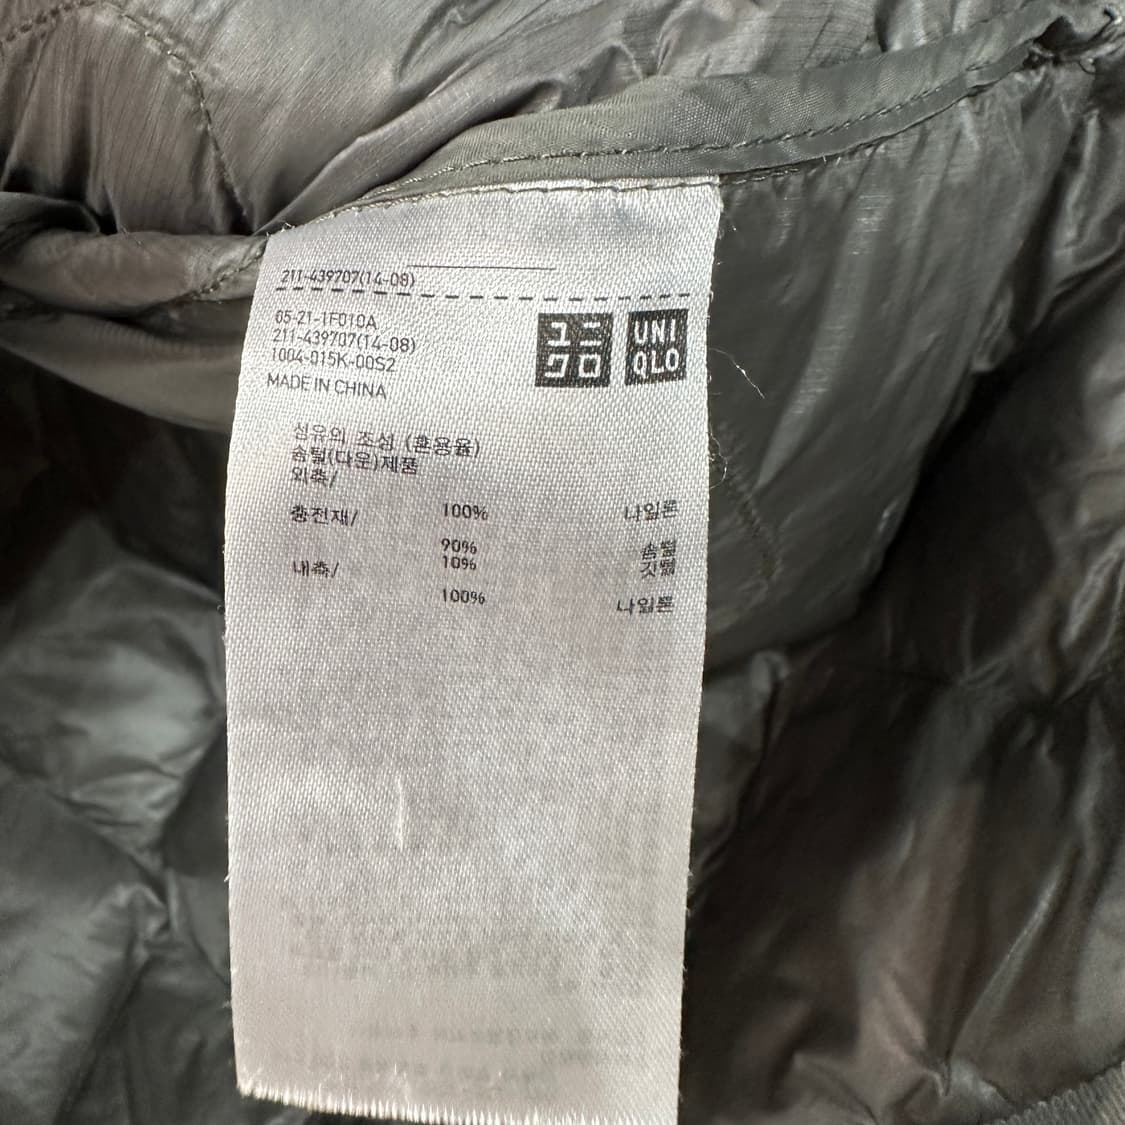 211-439707(14-08)
05-21-1F010A
211-439707(14-08)
1004-015K-00S2
MADE IN CHINA
ユニ
クロ
UNI
QLO
섬유의 조성 (혼용율)
솜털(다운)제품
외측/
100% 나일론
충전재/
90% 솜털
10% 깃털
내측/
100% 나일론